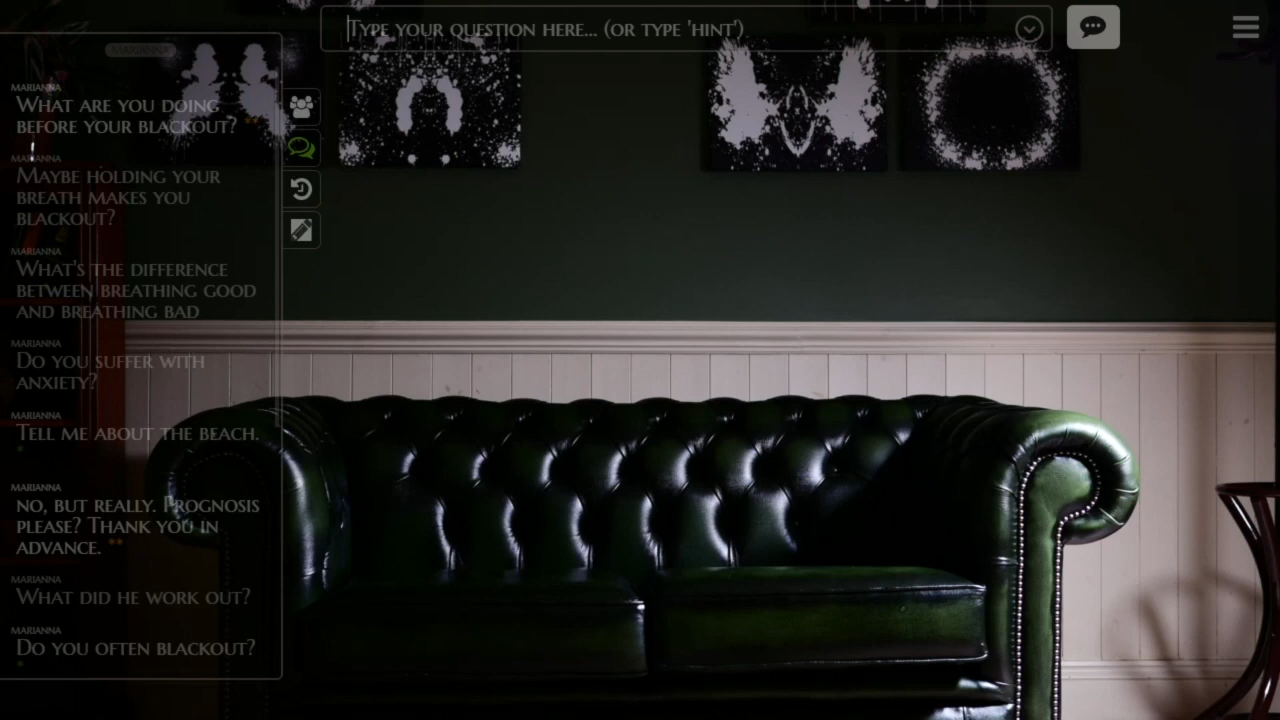 Type your question here... (or type 'hint')
MARIANNA
MARIANNA
What are you doing
before your blackout? **
MARIANNA
Maybe holding your
breath makes you
blackout?
MARIANNA
What's the difference
between breathing good
and breathing bad
MARIANNA
Do you suffer with
anxiety?
MARIANNA
Tell me about the beach.
*
MARIANNA
no, but really. Prognosis
please? Thank you in
advance. **
MARIANNA
What did he work out?
MARIANNA
Do you often blackout?
*